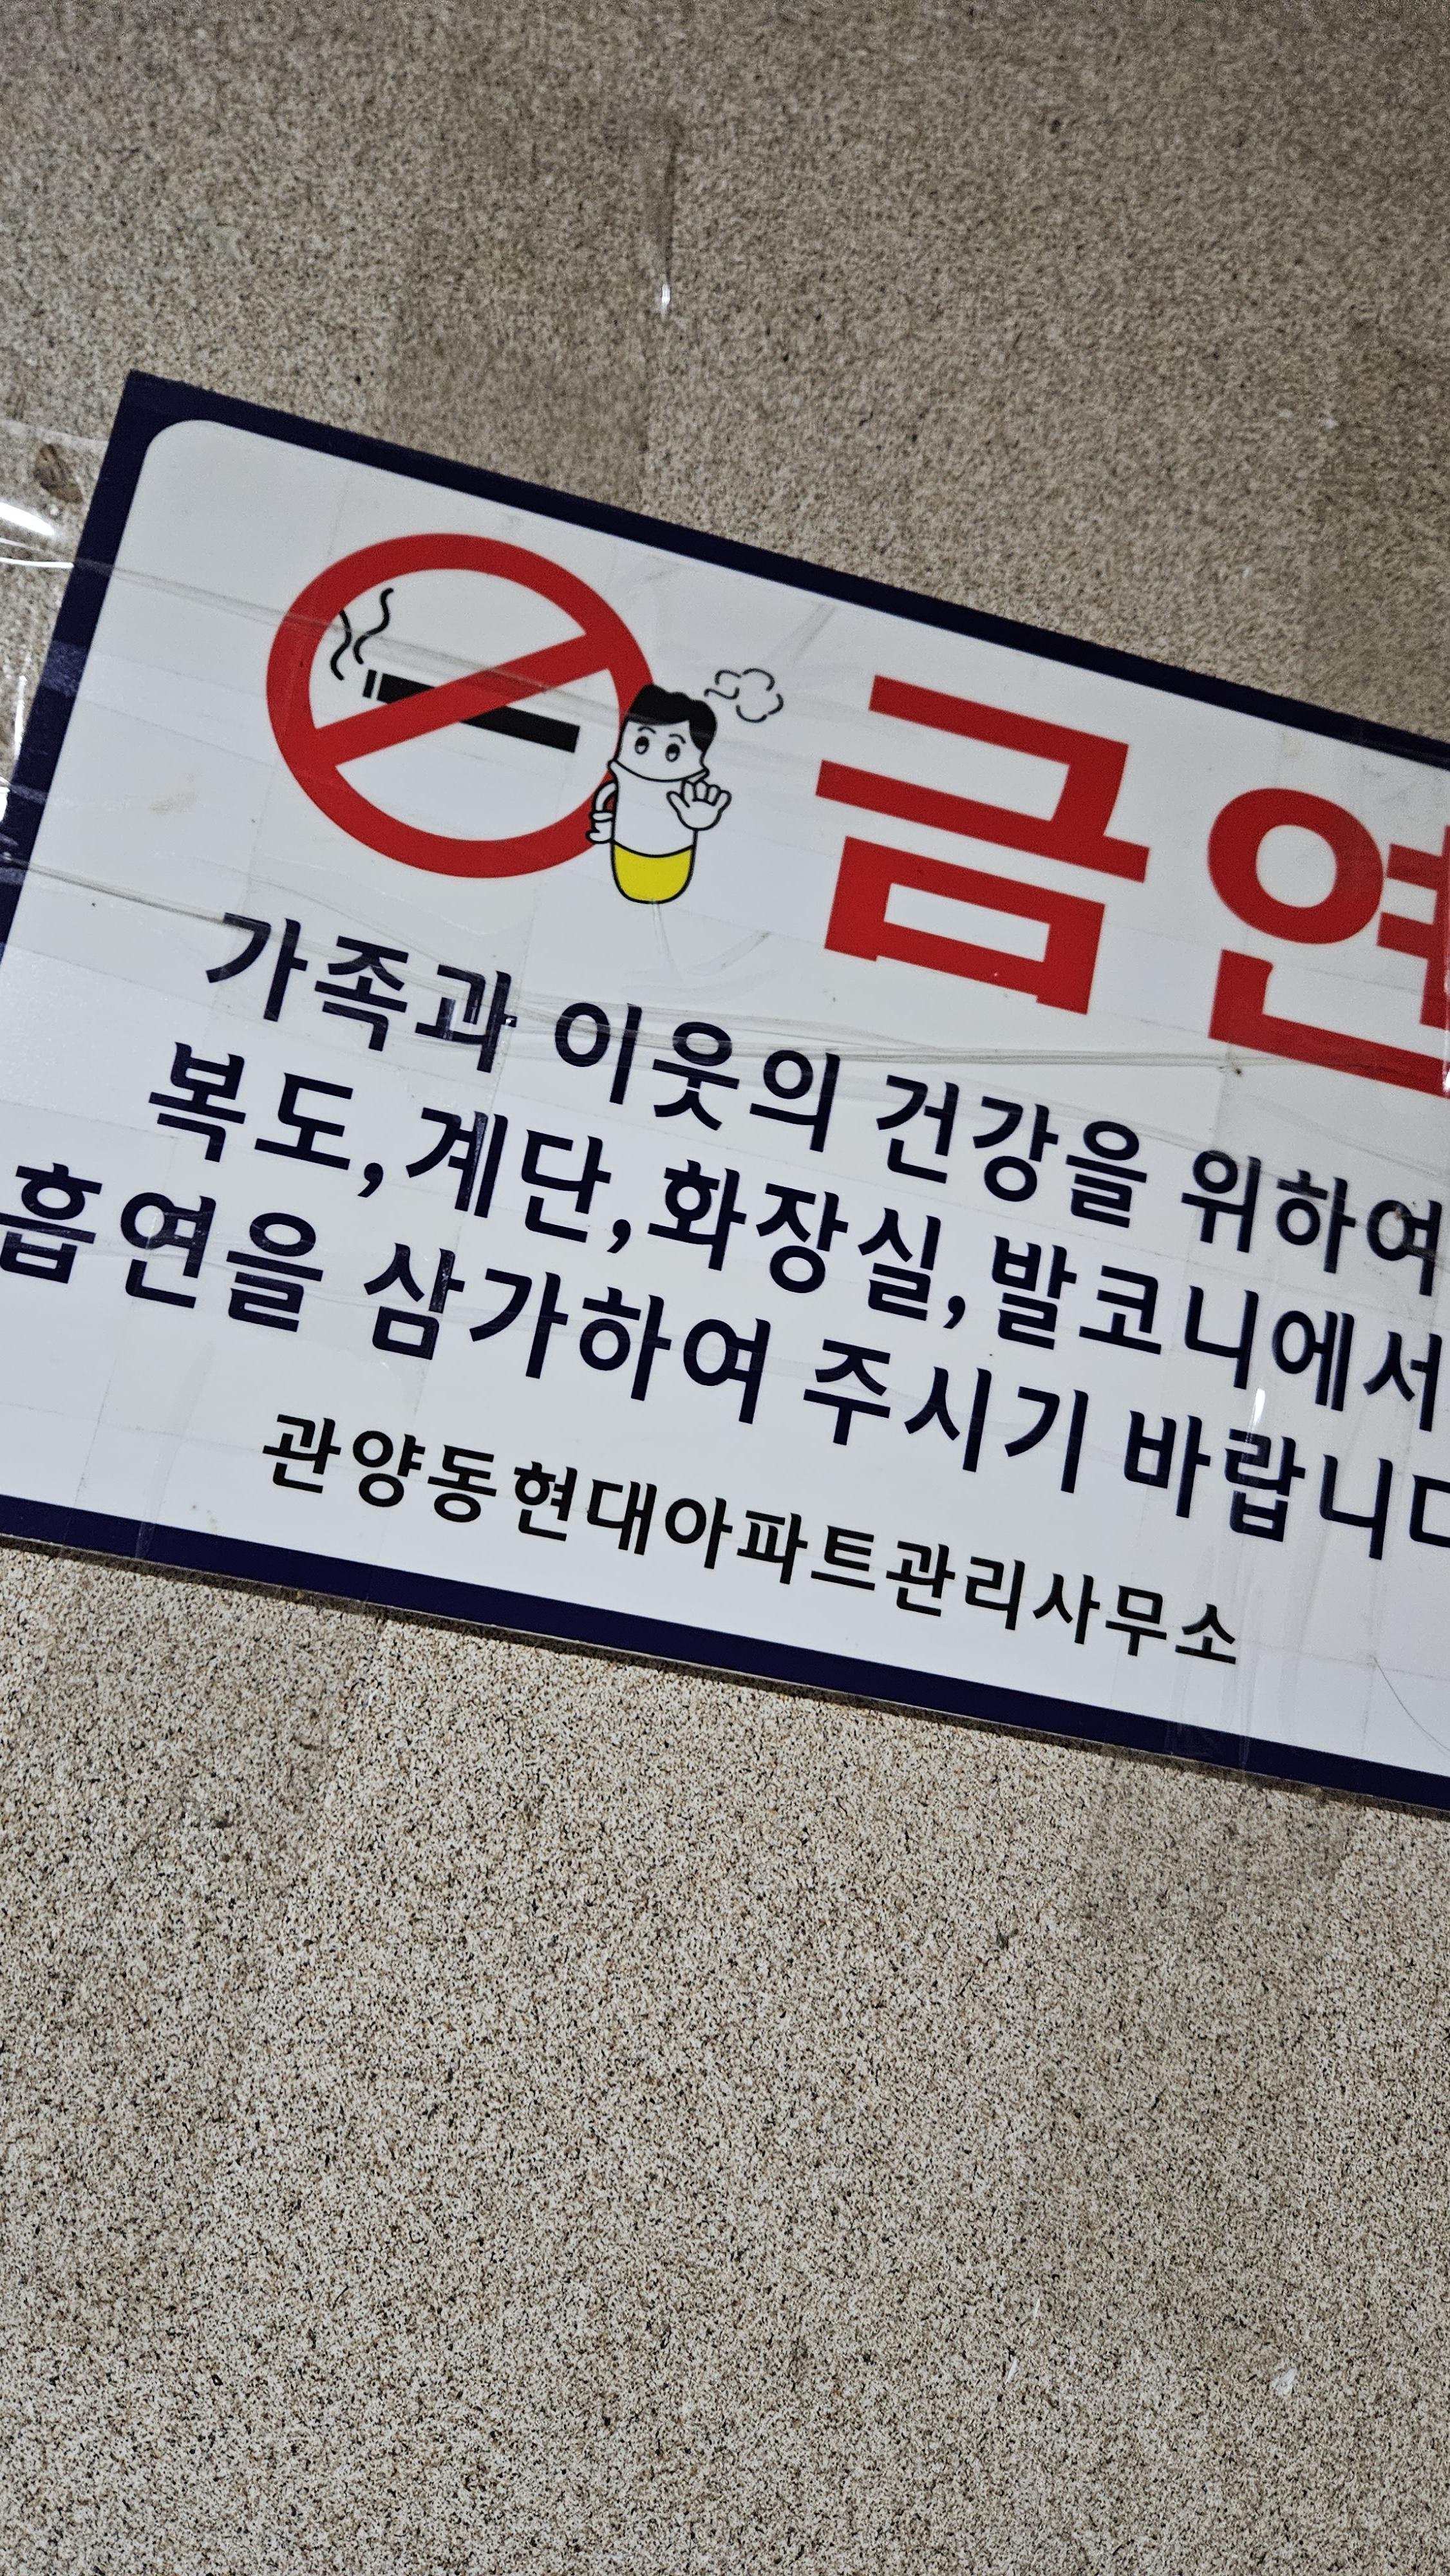 금연
가족과 이웃의 건강을 위하여
복도,계단,화장실,발코니에서
흡연을 삼가하여 주시기 바랍니다
관양동현대아파트관리사무소